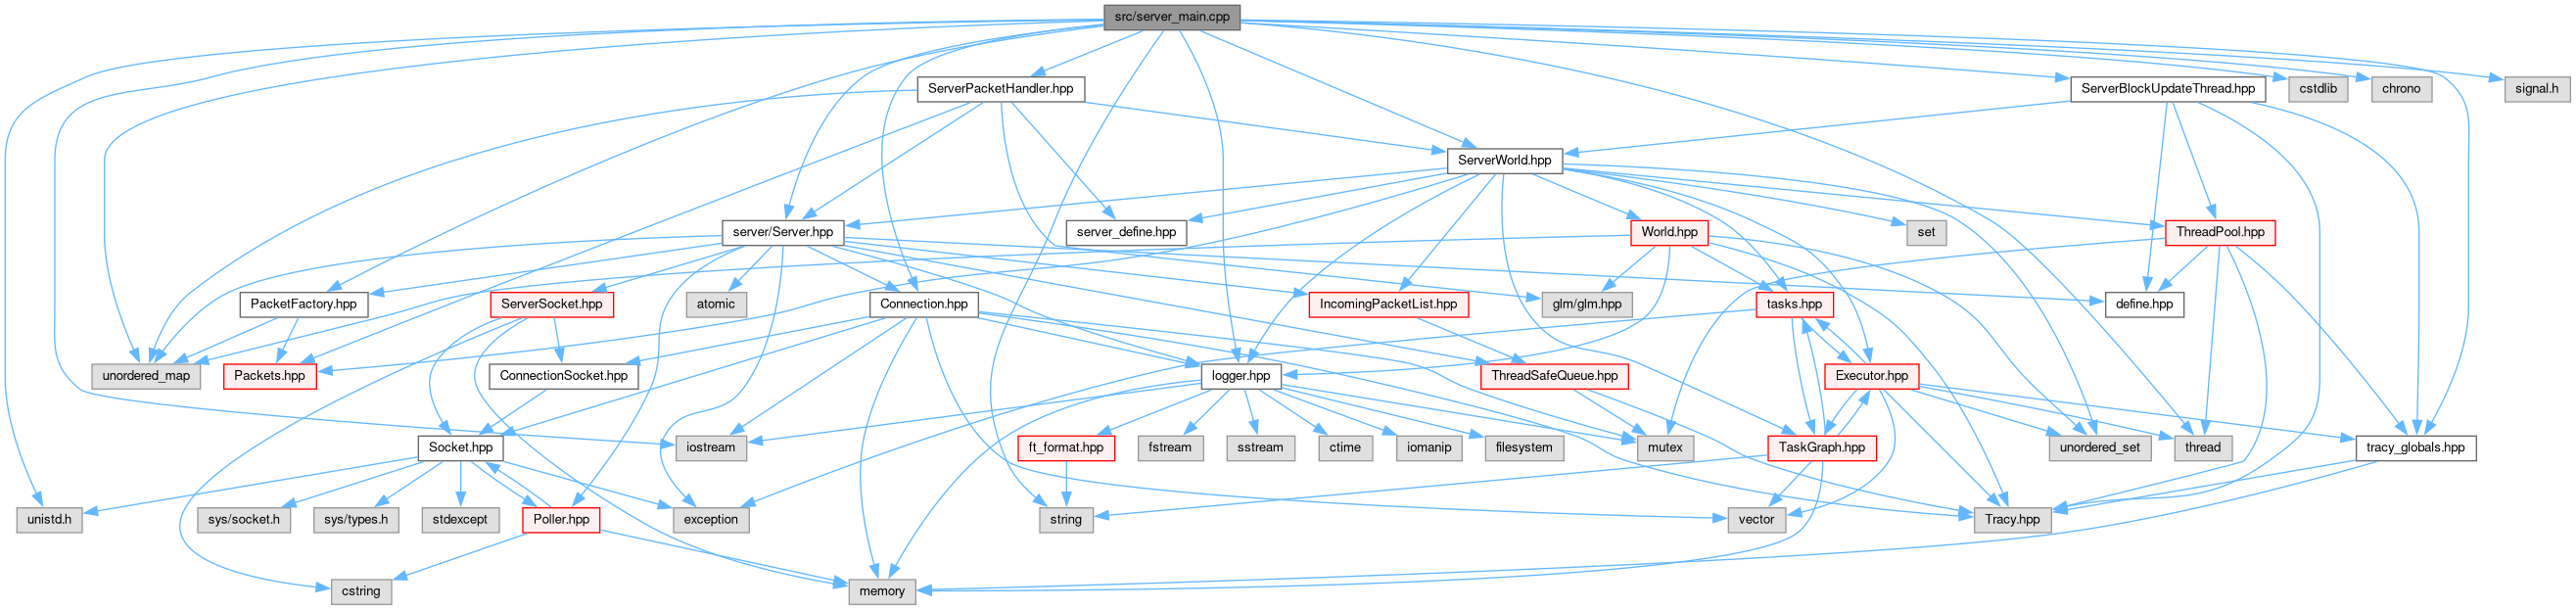 src/server_main.cpp
ServerPacketHandler.hpp
ServerBlockUpdateThread.hpp
cstdlib
chrono
signal.h
ServerWorld.hpp
server/Server.hpp
server_define.hpp
World.hpp
set
ThreadPool.hpp
PacketFactory.hpp
ServerSocket.hpp
atomic
Connection.hpp
IncomingPacketList.hpp
glm/glm.hpp
tasks.hpp
define.hpp
unordered_map
Packets.hpp
ConnectionSocket.hpp
logger.hpp
ThreadSafeQueue.hpp
Executor.hpp
Socket.hpp
iostream
ft_format.hpp
fstream
sstream
ctime
iomanip
filesystem
mutex
TaskGraph.hpp
unordered_set
thread
tracy_globals.hpp
unistd.h
sys/socket.h
sys/types.h
stdexcept
Poller.hpp
exception
string
vector
Tracy.hpp
cstring
memory